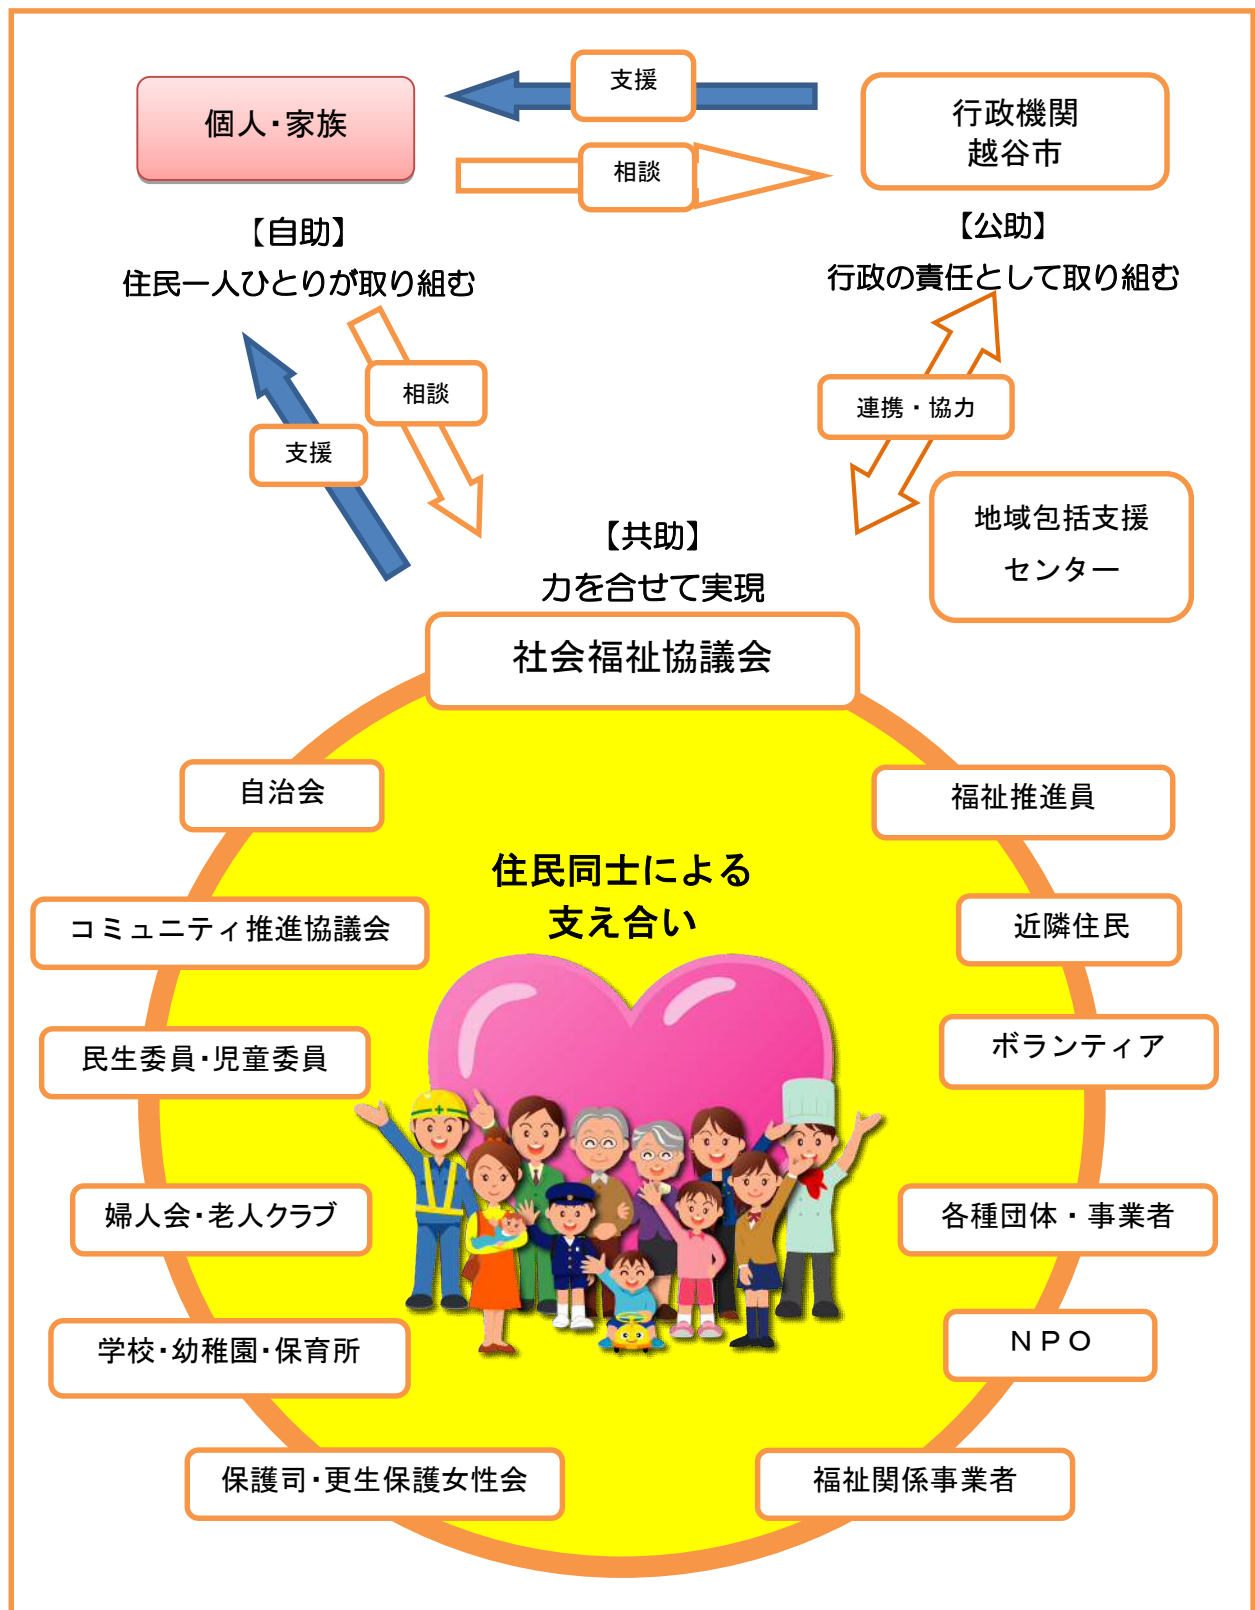 支援
個人・家族
行政機関
越谷市
相談
【自助】
住民一人ひとりが取り組む
【公助】
行政の責任として取り組む
相談
支援
連携・協力
地域包括支援
センター
【共助】
力を合せて実現
社会福祉協議会
自治会
福祉推進員
住民同士による
支え合い
コミュニティ推進協議会
近隣住民
民生委員・児童委員
ボランティア
婦人会・老人クラブ
各種団体・事業者
学校・幼稚園・保育所
ＮＰＯ
保護司・更生保護女性会
福祉関係事業者